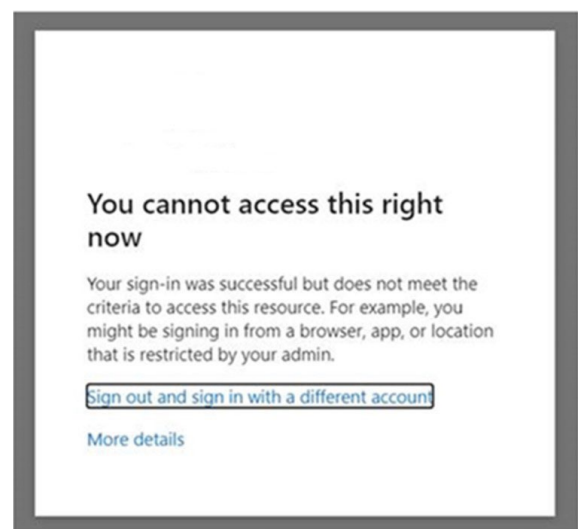 You cannot access this right
now
Your sign-in was successful but does not meet the
criteria to access this resource. For example, you
might be signing in from a browser, app, or location
that is restricted by your admin.
Sign out and sign in with a different account
More details